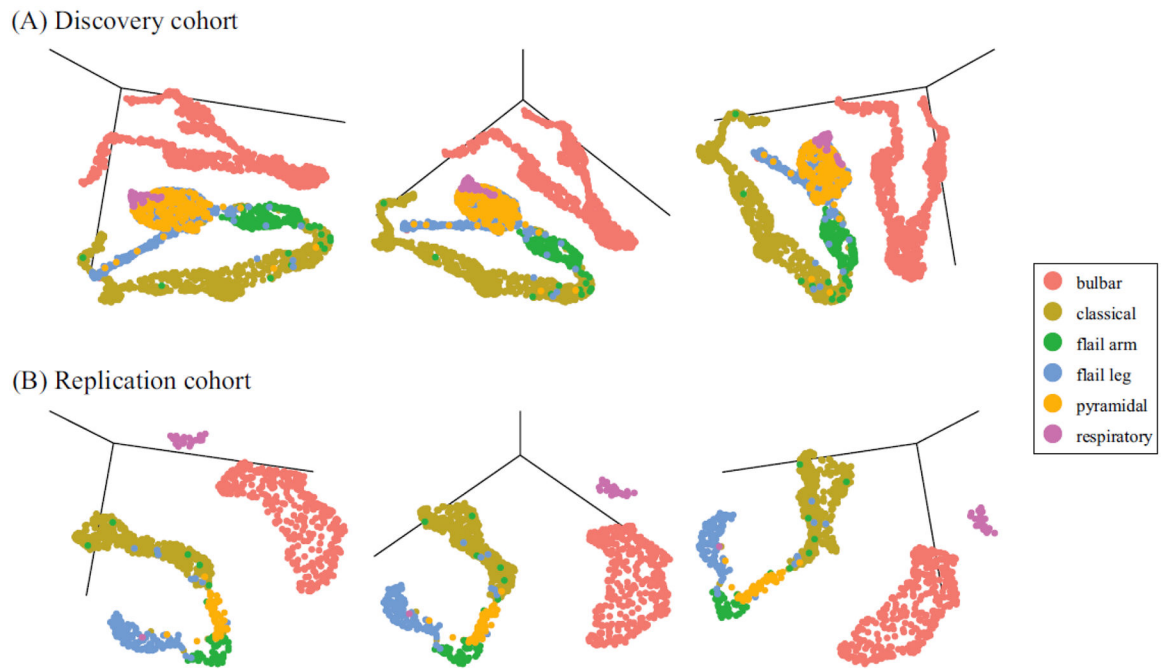 (A) Discovery cohort
bulbar
classical
flail arm
flail leg
pyramidal
respiratory
(B) Replication cohort